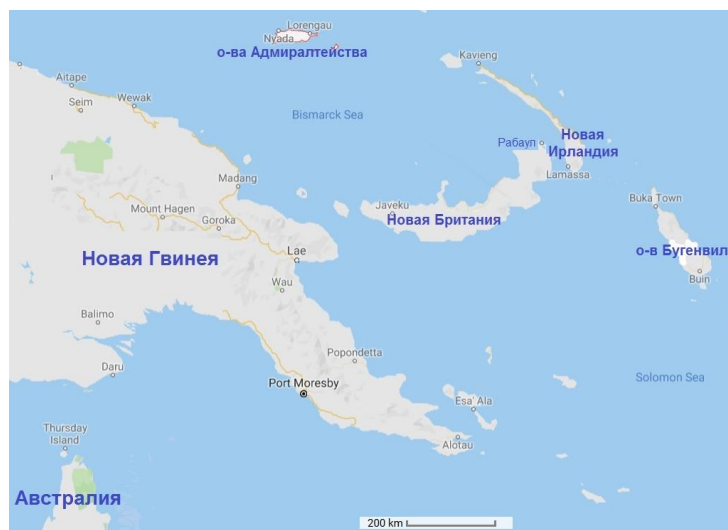 Lorengau
Nyada
о-ва Адмиралтейства
Kavieng
Aitape
Wewak
Seim
Bismarck Sea
Новая
Ирландия
Рабаул
Lamassa
Madang
Mount Hagen
Goroka
Javeku
Новая Британия
Buka Town
Новая Гвинея
Lae
о-в Бугенвил
Wau
Buin
Balimo
Popondetta
Daru
Port Moresby
Solomon Sea
Esa' Ala
Thursday
Island
Alotau
Австралия
200 km